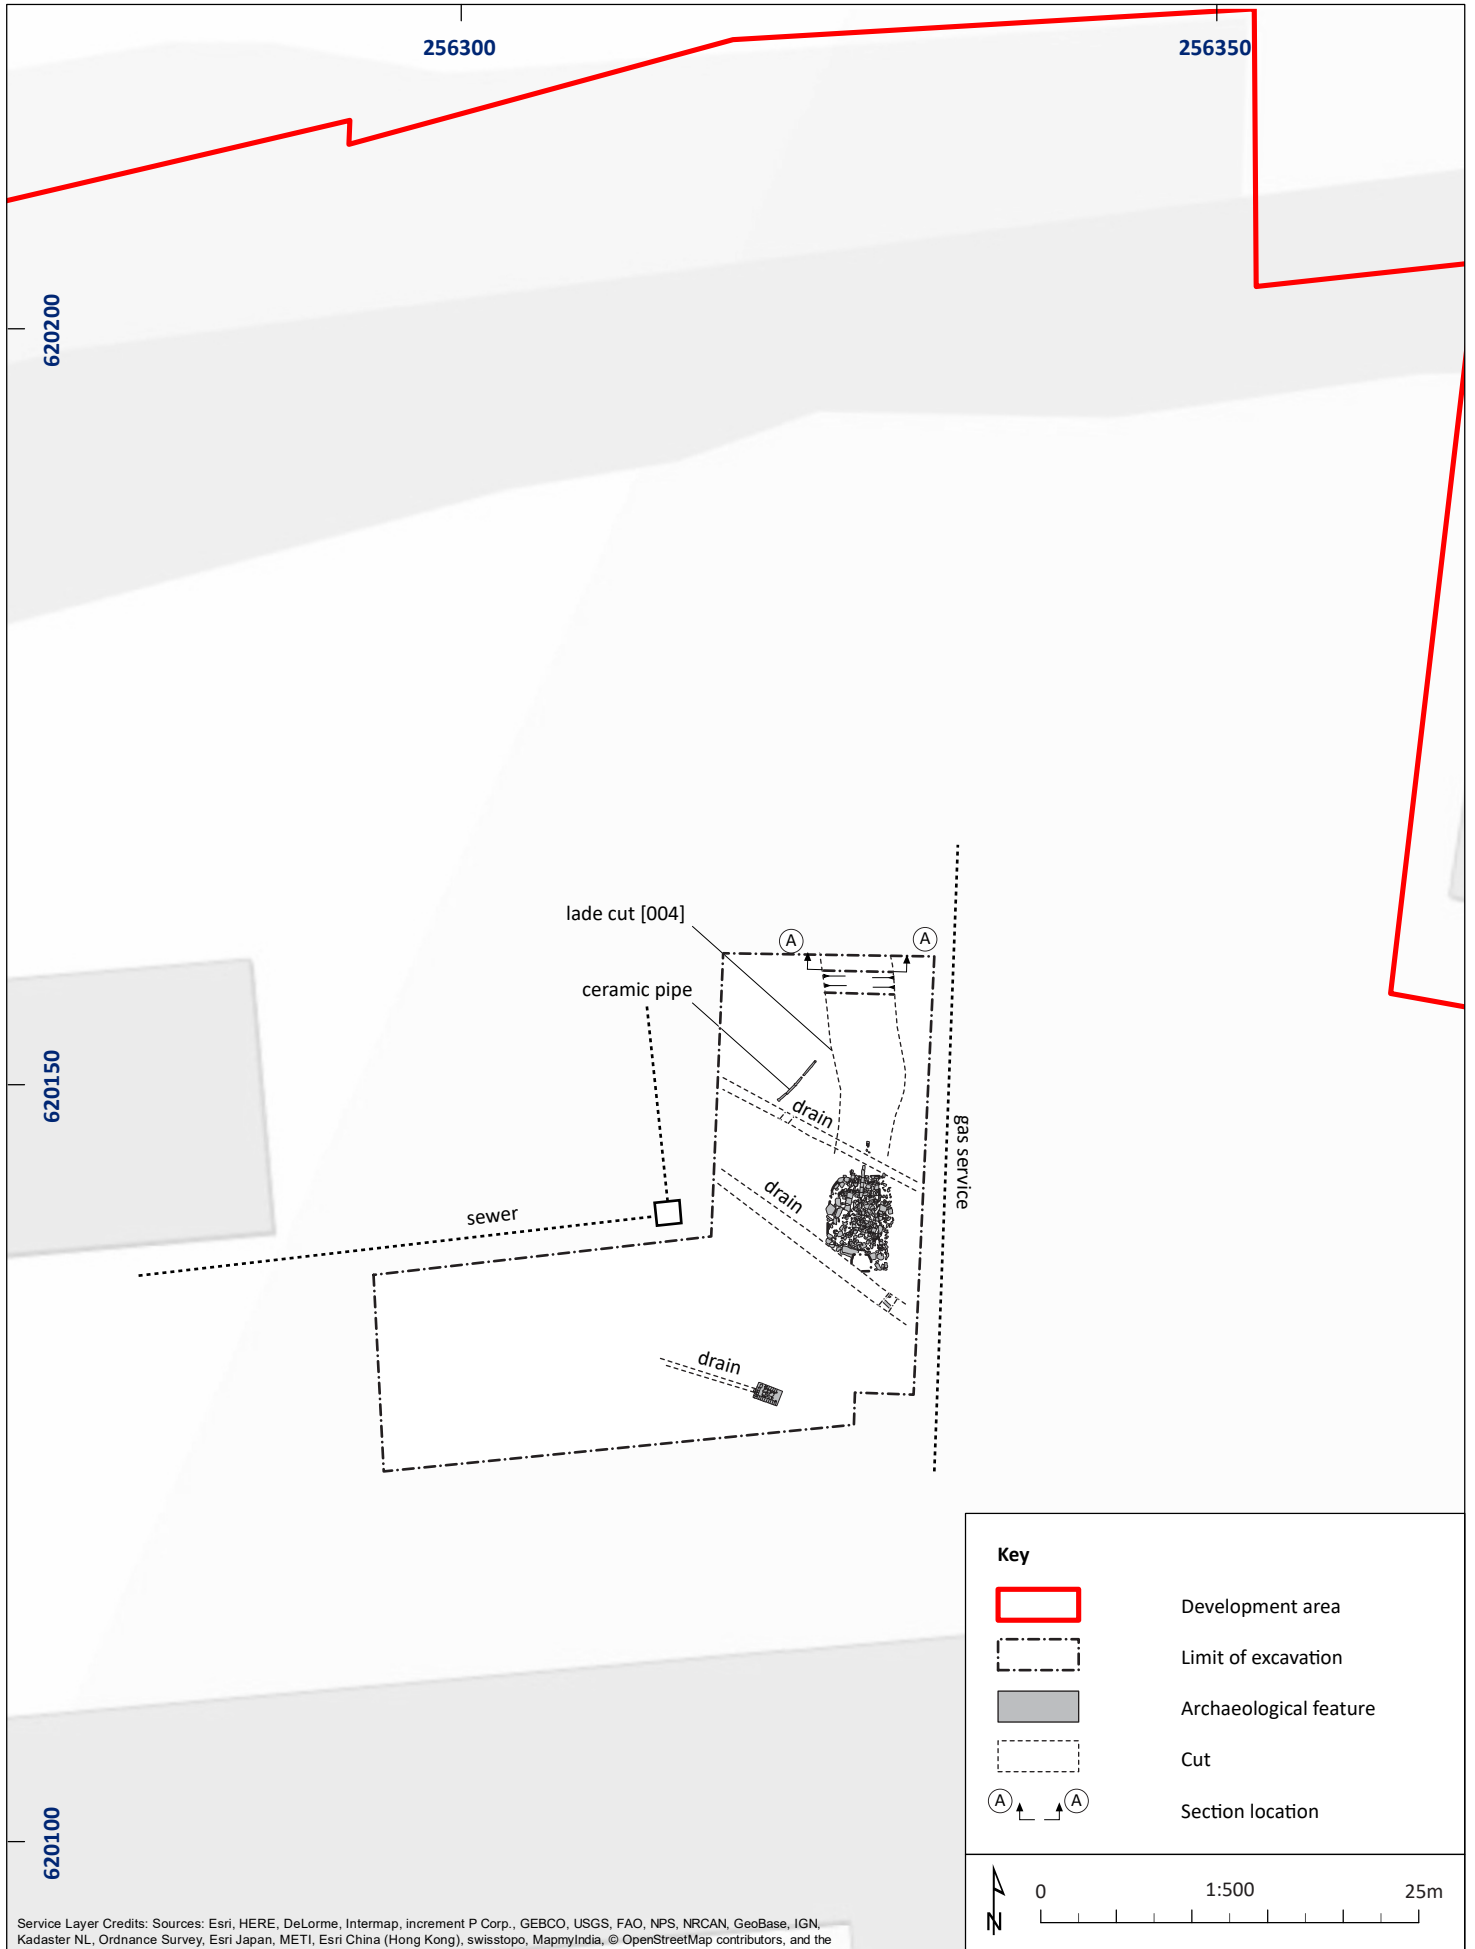 256300
256350
620200
lade cut [004]
A
A
ceramic pipe
620150
drain
gas service
drain
sewer
drain
Key
Development area
Limit of excavation
Archaeological feature
Cut
A
A
Section location
620100
N
0
1:500
25m
Service Layer Credits: Sources: Esri, HERE, DeLorme, Intermap, increment P Corp., GEBCO, USGS, FAO, NPS, NRCAN, GeoBase, IGN,
Kadaster NL, Ordnance Survey, Esri Japan, METI, Esri China (Hong Kong), swisstopo, MapmyIndia, © OpenStreetMap contributors, and the